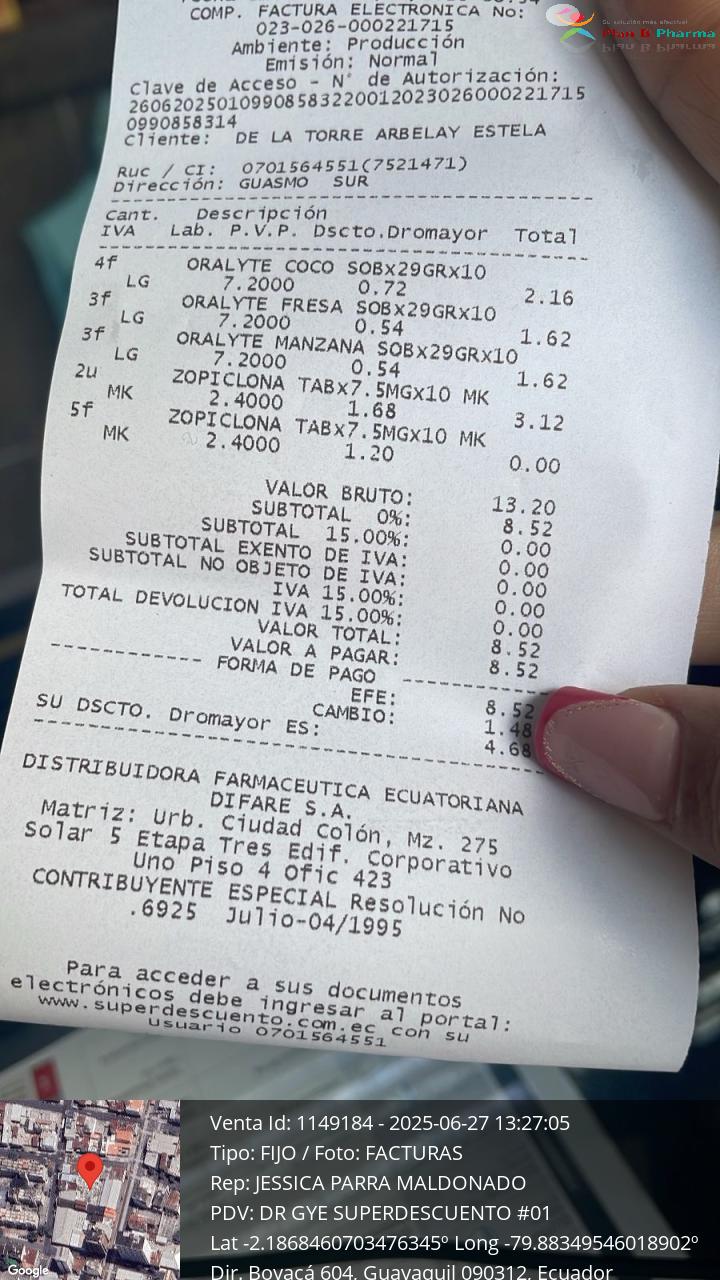 COMP. FACTURA ELECTRONICA No:
023-026-000221715
Ambiente: Producción
Emisión: Normal
Clave de Acceso - N° de Autorización:
260620250109908583220012023026000221715
0990858314
Cliente: DE LA TORRE ARBELAY ESTELA
Ruc / CI: 0701564551(7521471)
Dirección: GUASMO SUR
Cant. Descripción
IVA Lab. P.V.P. Dscto.Dromayor Total
4f ORALYTE COCO SOBx29GRx10
LG 7.2000 0.72 2.16
3f ORALYTE FRESA SOBx29GRx10
LG 7.2000 0.54 1.62
3f ORALYTE MANZANA SOBx29GRx10
LG 7.2000 0.54 1.62
2u ZOPICLONA TABx7.5MGx10 MK
MK 2.4000 1.68 3.12
5f ZOPICLONA TABx7.5MGx10 MK
MK 2.4000 1.20 0.00
VALOR BRUTO: 13.20
SUBTOTAL 0%: 8.52
SUBTOTAL 15.00%: 0.00
SUBTOTAL EXENTO DE IVA: 0.00
SUBTOTAL NO OBJETO DE IVA: 0.00
IVA 15.00%: 0.00
TOTAL DEVOLUCION IVA 15.00%: 0.00
VALOR TOTAL: 8.52
VALOR A PAGAR: 8.52
FORMA DE PAGO
EFE: 8.52
CAMBIO: 1.48
SU DSCTO. Dromayor ES: 4.68
DISTRIBUIDORA FARMACEUTICA ECUATORIANA
DIFARE S.A.
Matriz: Urb. Ciudad Colón, Mz. 275
Solar 5 Etapa Tres Edif. Corporativo
Uno Piso 4 Ofic 423
CONTRIBUYENTE ESPECIAL Resolución No
.6925 Julio-04/1995
Para acceder a sus documentos
electrónicos debe ingresar al portal:
www.superdescuento.com.ec con su
usuario 0701564551
Su solución más efectiva!
Plan B Pharma
Venta Id: 1149184 - 2025-06-27 13:27:05
Tipo: FIJO / Foto: FACTURAS
Rep: JESSICA PARRA MALDONADO
PDV: DR GYE SUPERDESCUENTO #01
Lat -2.1868460703476345º Long -79.88349546018902º
Dir. Boyacá 604, Guayaquil 090312, Ecuador
Google